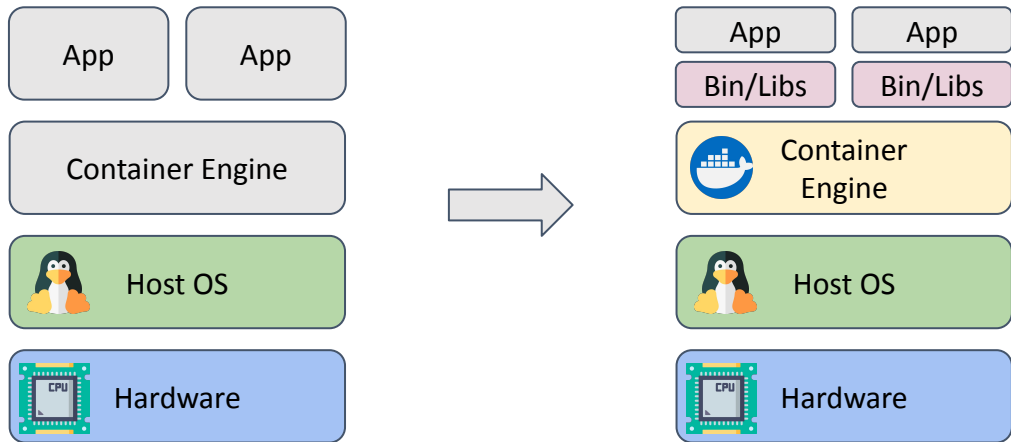 App
App
Container Engine
Host OS
CPU
Hardware
App
App
Bin/Libs
Bin/Libs
Container
Engine
Host OS
CPU
Hardware